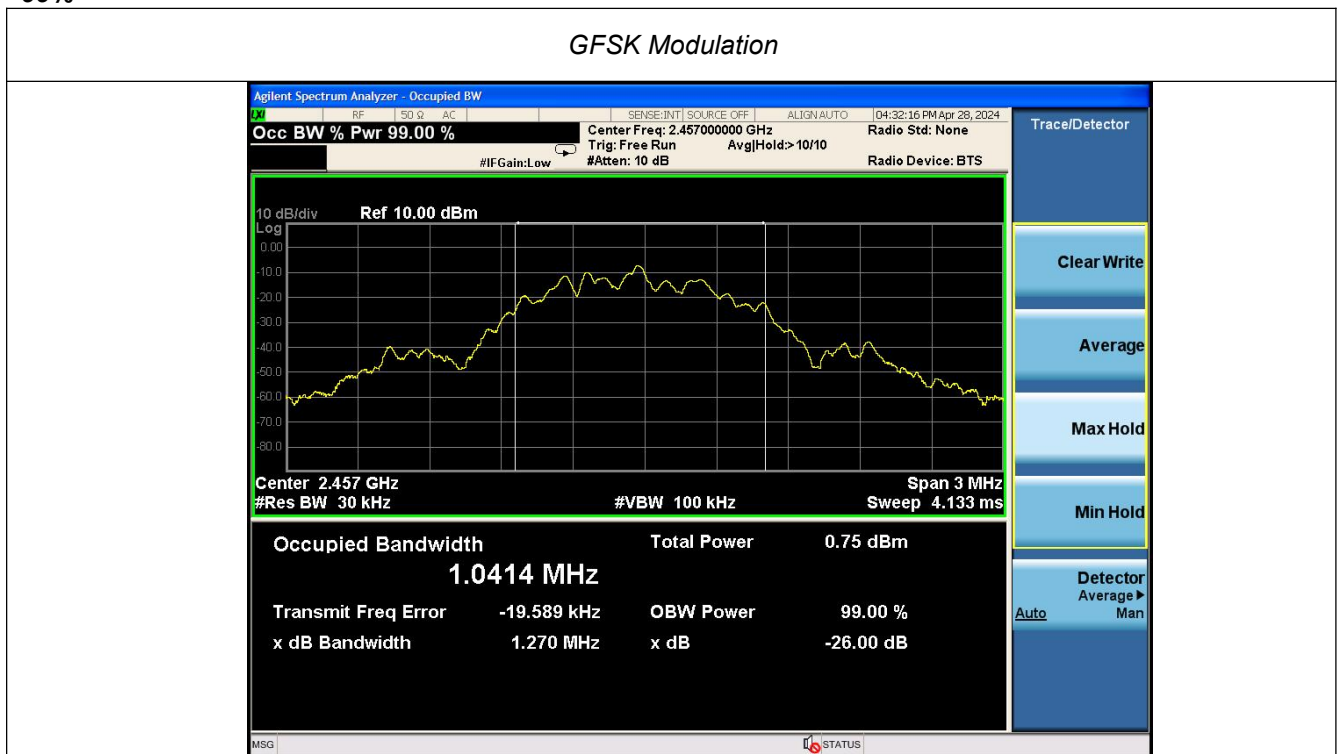 GFSK Modulation
Agilent Spectrum Analyzer - Occupied BW
LXI RF 50 Ω AC SENSE:INT SOURCE OFF ALIGN AUTO 04:32:16 PM Apr 28, 2024
Occ BW % Pwr 99.00 % Center Freq: 2.457000000 GHz Radio Std: None
Trig: Free Run Avg|Hold:>10/10
#IFGain:Low #Atten: 10 dB Radio Device: BTS
Trace/Detector
10 dB/div Ref 10.00 dBm
Log
0.00
-10.0
-20.0
-30.0
-40.0
-50.0
-60.0
-70.0
-80.0
Center 2.457 GHz Span 3 MHz
#Res BW 30 kHz #VBW 100 kHz Sweep 4.133 ms
Occupied Bandwidth Total Power 0.75 dBm
1.0414 MHz
Transmit Freq Error -19.589 kHz OBW Power 99.00 %
x dB Bandwidth 1.270 MHz x dB -26.00 dB
Clear Write
Average
Max Hold
Min Hold
Detector
Average▶
Auto Man
MSG STATUS